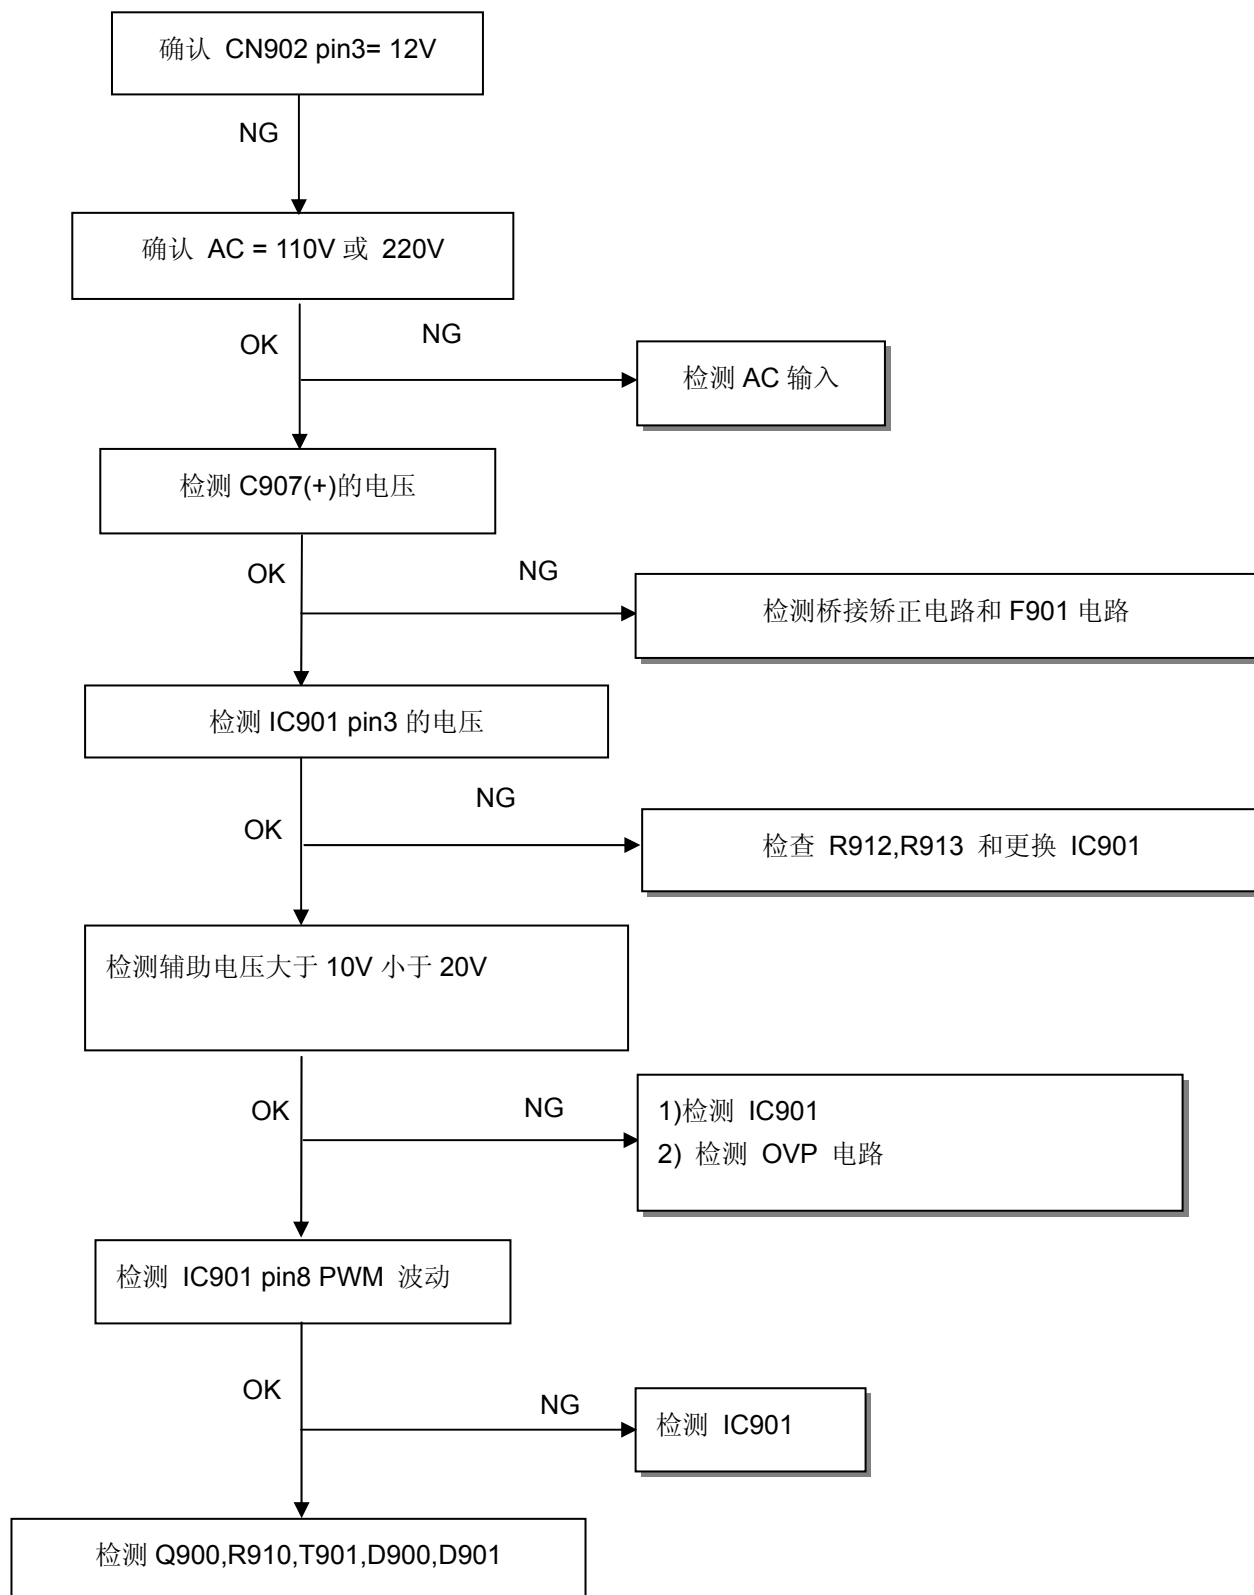 确认 CN902 pin3= 12V
NG
确认 AC = 110V 或 220V
OK
NG
检测 AC 输入
检测 C907(+)的电压
OK
NG
检测桥接矫正电路和 F901 电路
检测 IC901 pin3 的电压
NG
OK
检查 R912,R913 和更换 IC901
检测辅助电压大于 10V 小于 20V
OK
NG
1)检测 IC901
2) 检测 OVP 电路
检测 IC901 pin8 PWM 波动
OK
NG
检测 IC901
检测 Q900,R910,T901,D900,D901